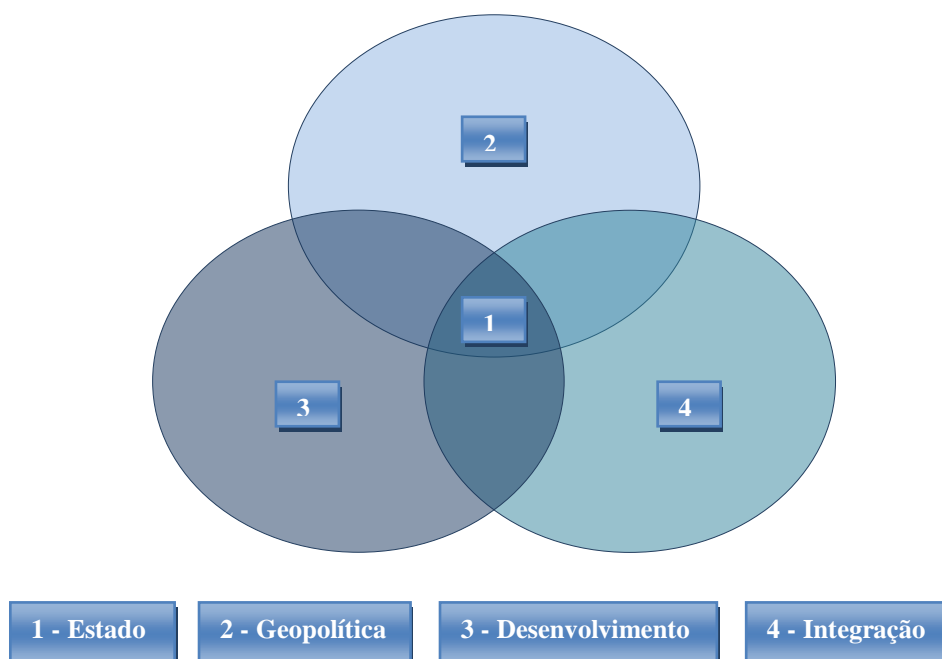 2
1
3
4
1 - Estado
2 - Geopolítica
3 - Desenvolvimento
4 - Integração